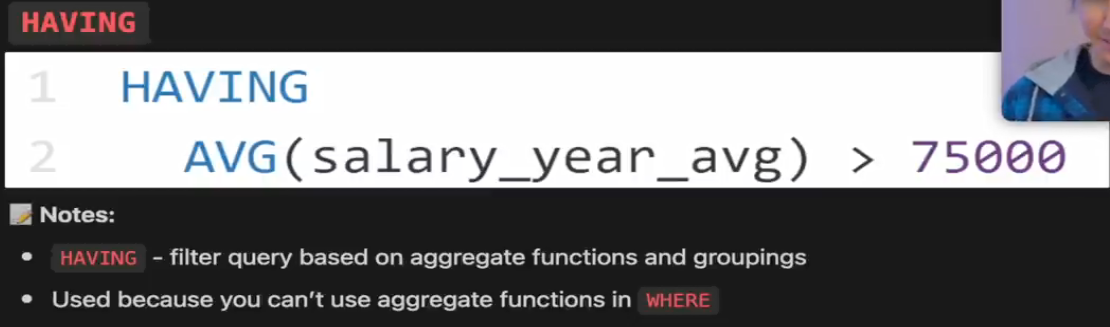 HAVING
1 HAVING
2 AVG(salary_year_avg) > 75000
📝 Notes:
• HAVING – filter query based on aggregate functions and groupings
• Used because you can't use aggregate functions in WHERE